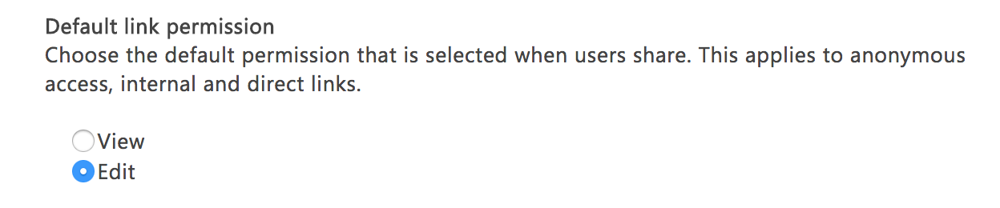 Default link permission
Choose the default permission that is selected when users share. This applies to anonymous
access, internal and direct links.
View
Edit